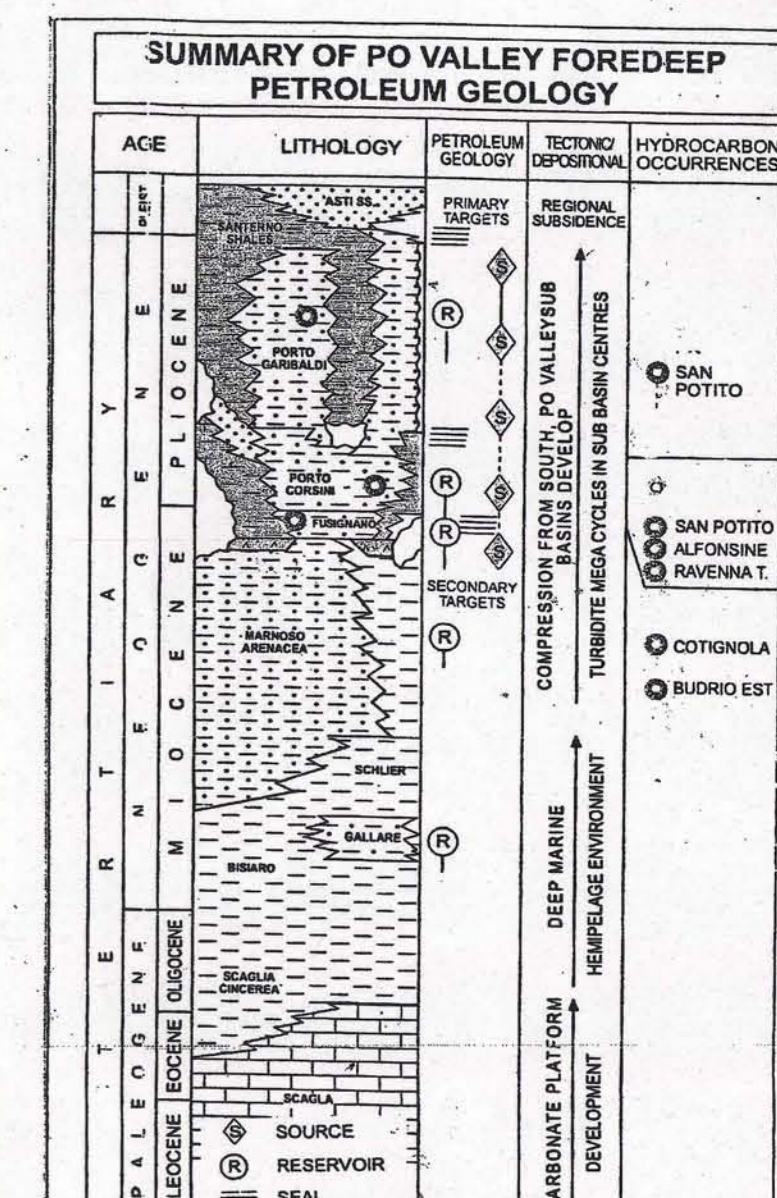 SUMMARY OF PO VALLEY FOREDEEP
PETROLEUM GEOLOGY
AGE
LITHOLOGY
PETROLEUM
GEOLOGY
TECTONIC/
DEPOSITIONAL
HYDROCARBON
OCCURRENCES
TERTIARY
NEOGENE
PALEOGENE
PLEIST
PLIOCENE
MIOCENE
OLIGOCENE
EOCENE
LEOCENE
ASTI SS.
SANTERNO
SHALES
PORTO
GARIBALDI
PORTO
CORSINI
FUSIGNANO
MARNOSO
ARENACEA
SCHLIER
GALLARE
BISIARO
SCAGLIA
CINCEREA
SCAGLA
S SOURCE
R RESERVOIR
SEAL
PRIMARY
TARGETS
S
R
S
S
R
S
R
S
SECONDARY
TARGETS
R
R
REGIONAL
SUBSIDENCE
COMPRESSION FROM SOUTH, PO VALLEYSUB
BASINS DEVELOP
TURBIDITE MEGA CYCLES IN SUB BASIN CENTRES
DEEP MARINE
HEMIPELAGE ENVIRONMENT
ARBONATE PLATFORM
DEVELOPMENT
SAN
POTITO
SAN POTITO
ALFONSINE
RAVENNA T.
COTIGNOLA
BUDRIO EST